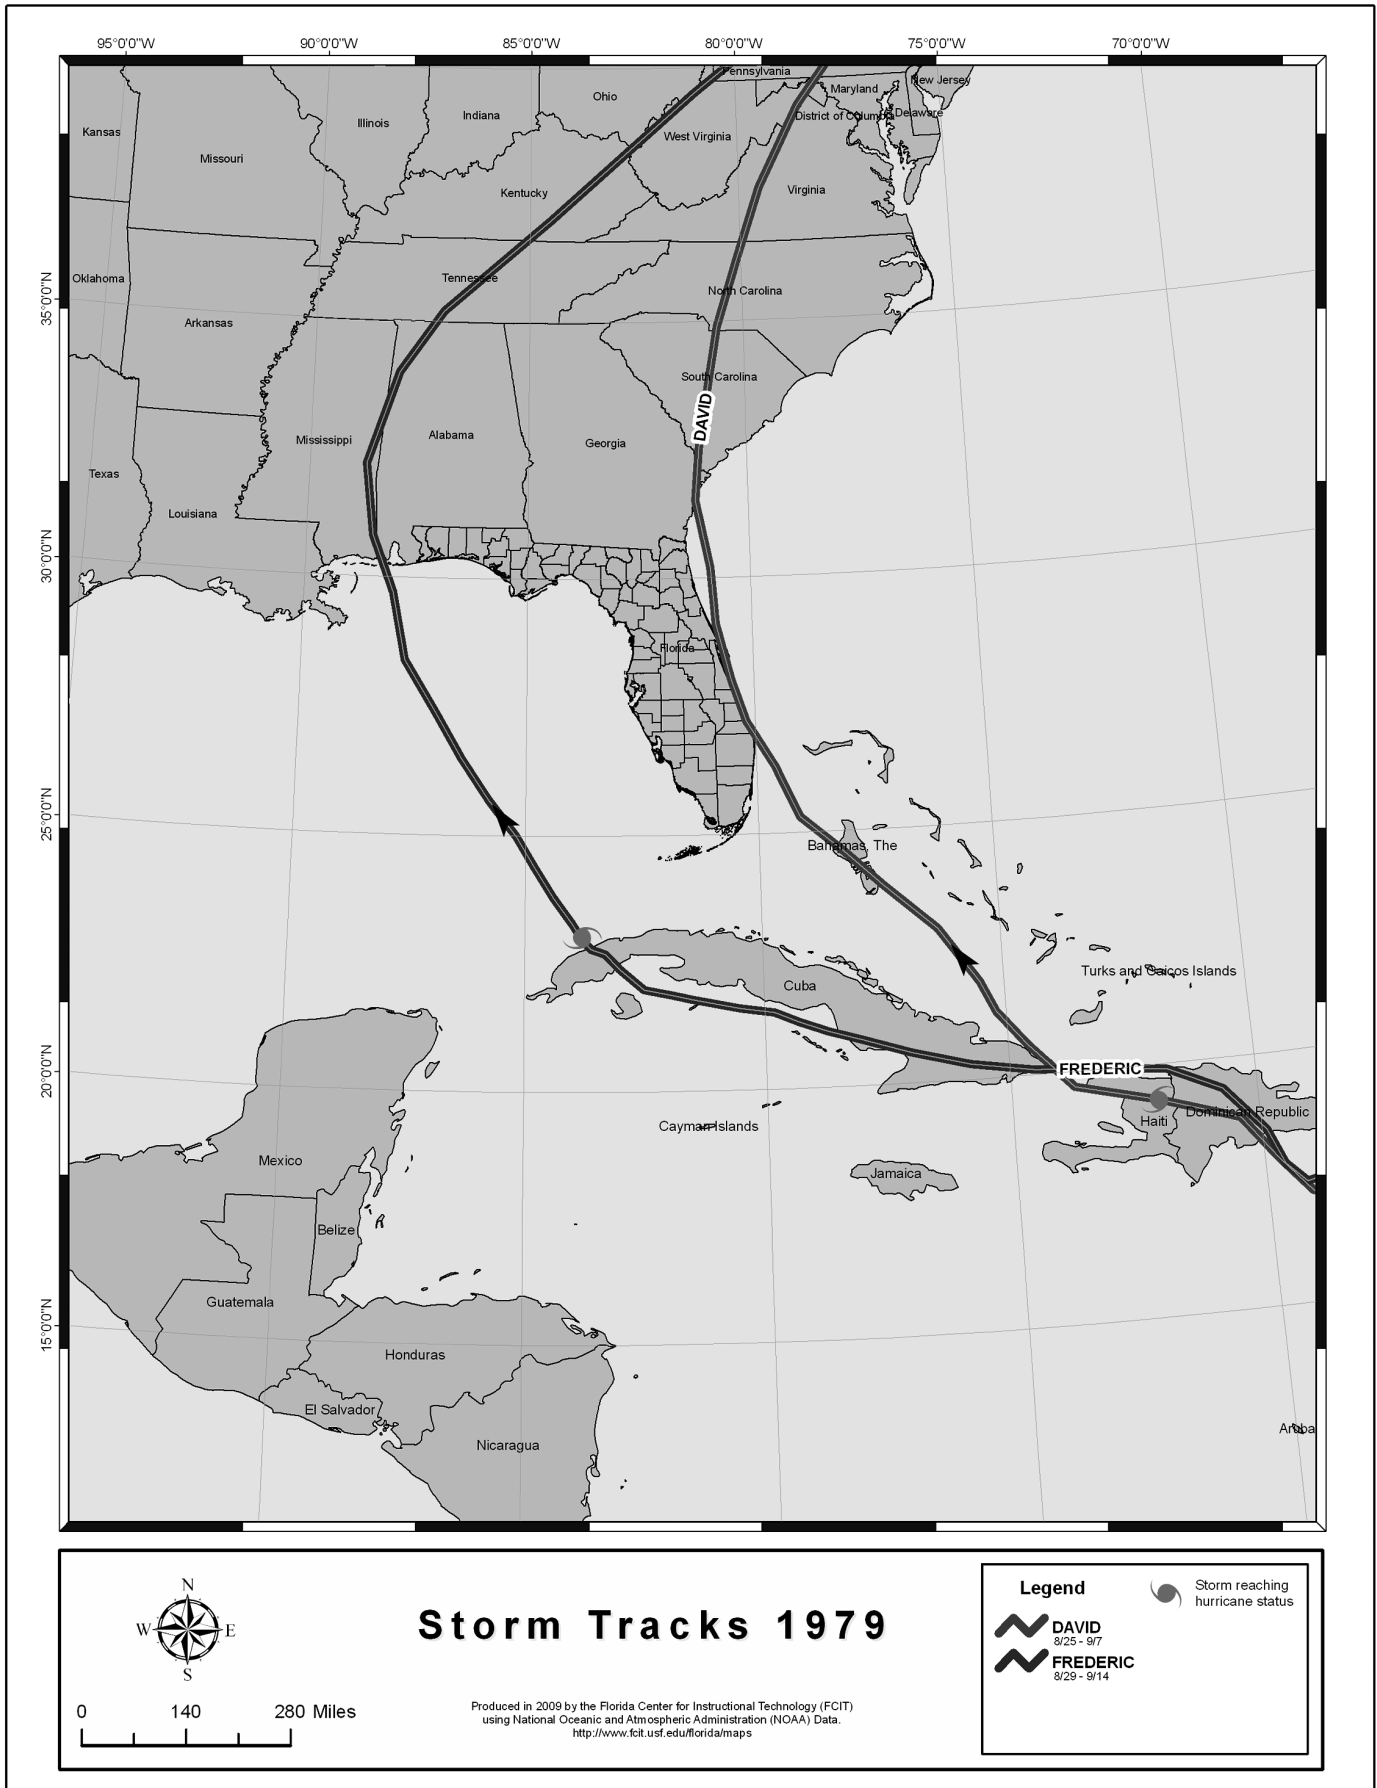 95°0'0"W 90°0'0"W 85°0'0"W 80°0'0"W 75°0'0"W 70°0'0"W
Pennsylvania
New Jersey
Maryland
Ohio
Delaware
Indiana
District of Columbia
Illinois
Kansas
West Virginia
Missouri
Virginia
Kentucky
Oklahoma
Tennessee
North Carolina
35°0'0"N
Arkansas
South Carolina
DAVID
Alabama
Mississippi
Georgia
Texas
Louisiana
30°0'0"N
Florida
25°0'0"N
Bahamas, The
Turks and Caicos Islands
Cuba
20°0'0"N
FREDERIC
Dominican Republic
Haiti
Cayman Islands
Mexico
Jamaica
Belize
Guatemala
15°0'0"N
Honduras
El Salvador
Aruba
Nicaragua
N
W E
S
0 140 280 Miles
Storm Tracks 1979
Produced in 2009 by the Florida Center for Instructional Technology (FCIT)
using National Oceanic and Atmospheric Administration (NOAA) Data.
http://www.fcit.usf.edu/florida/maps
Legend
DAVID
8/25 - 9/7
FREDERIC
8/29 - 9/14
Storm reaching
hurricane status